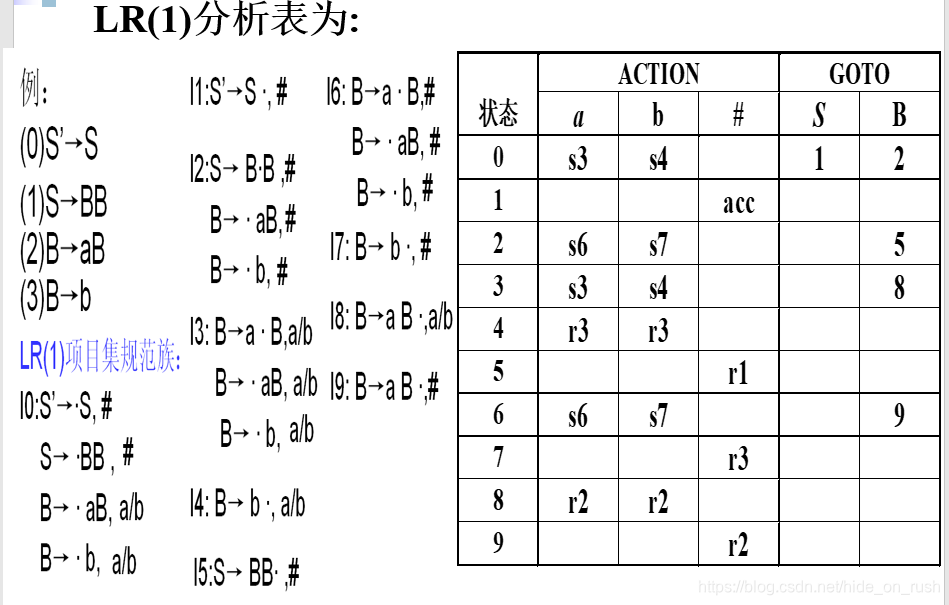 LR(1)分析表为:
例:
(0)S’→S
(1)S→BB
(2)B→aB
(3)B→b
LR(1)项目集规范族:
I0:S’→·S, #
S→ ·BB , #
B→ · aB, a/b
B→ · b, a/b
I1:S’→S ·, #
I2:S→ B·B ,#
B→ · aB,#
B→ · b, #
I3: B→a · B,a/b
B→ · aB, a/b
B→ · b, a/b
I4: B→ b ·, a/b
I5:S→ BB· ,#
I6: B→a · B,#
B→ · aB, #
B→ · b, #
I7: B→ b ·, #
I8: B→a B ·,a/b
I9: B→a B ·,#
状态 ACTION GOTO
a b # S B
0 s3 s4 1 2
1 acc
2 s6 s7 5
3 s3 s4 8
4 r3 r3
5 r1
6 s6 s7 9
7 r3
8 r2 r2
9 r2
https://blog.csdn.net/hide_on_rush